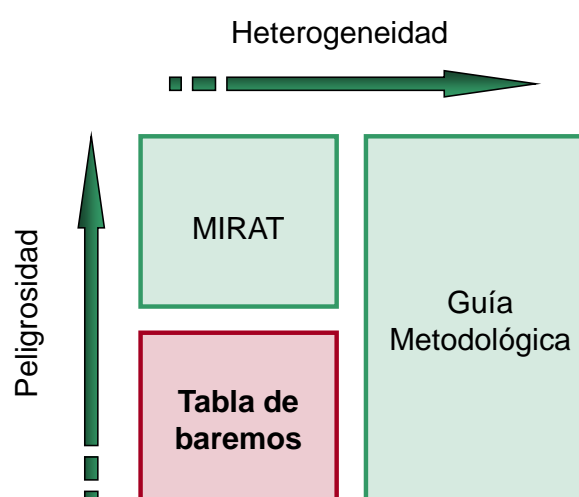 Heterogeneidad
Peligrosidad
MIRAT
Guía
Metodológica
Tabla de
baremos